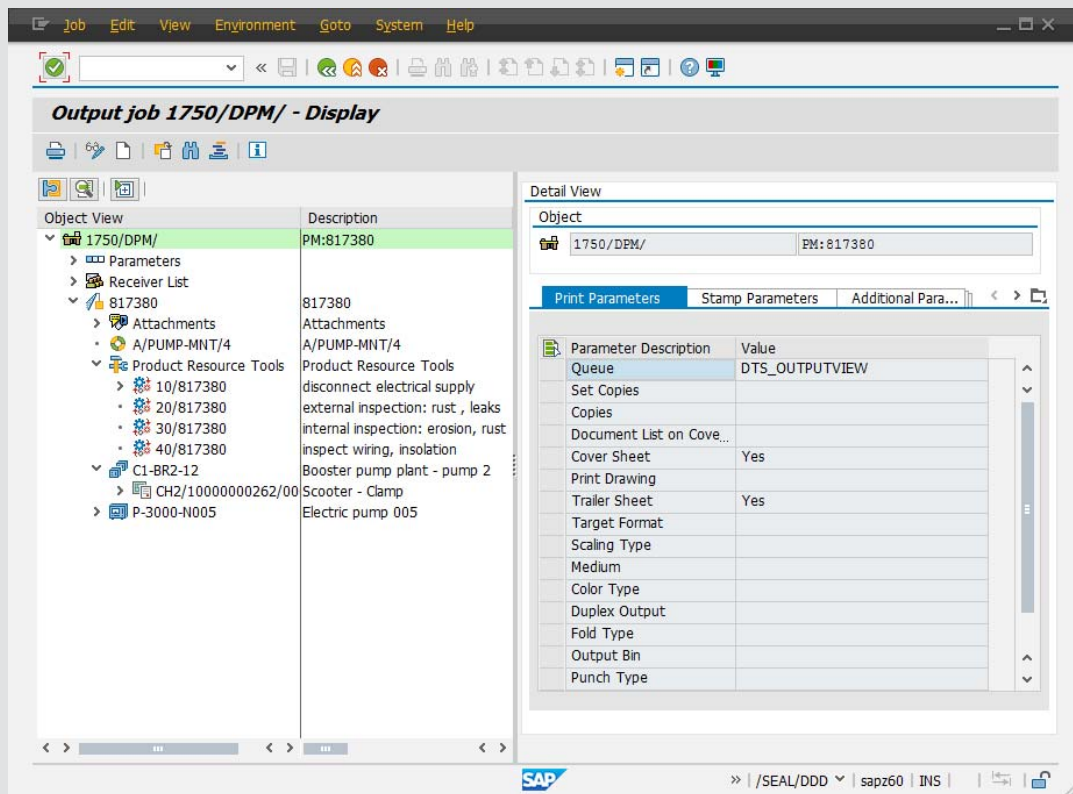 Job Edit View Environment Goto System Help
Output job 1750/DPM/ - Display
Object View Description
1750/DPM/ PM:817380
Parameters
Receiver List
817380 817380
Attachments Attachments
A/PUMP-MNT/4 A/PUMP-MNT/4
Product Resource Tools Product Resource Tools
10/817380 disconnect electrical supply
20/817380 external inspection: rust , leaks
30/817380 internal inspection: erosion, rust
40/817380 inspect wiring, insolation
C1-BR2-12 Booster pump plant - pump 2
CH2/10000000262/00 Scooter - Clamp
P-3000-N005 Electric pump 005
Detail View
Object
1750/DPM/ PM:817380
Print Parameters Stamp Parameters Additional Para...
Parameter Description Value
Queue DTS_OUTPUTVIEW
Set Copies
Copies
Document List on Cove...
Cover Sheet Yes
Print Drawing
Trailer Sheet Yes
Target Format
Scaling Type
Medium
Color Type
Duplex Output
Fold Type
Output Bin
Punch Type
SAP » /SEAL/DDD sapz60 INS